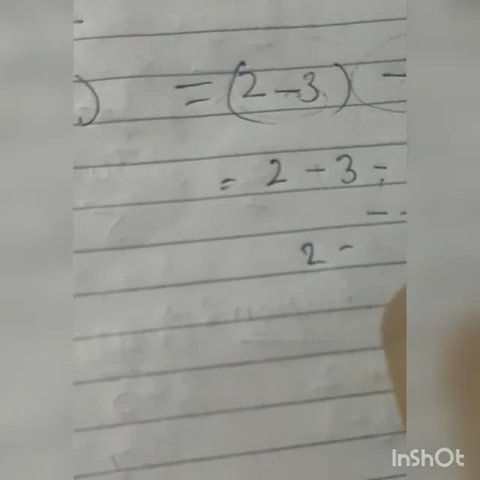 ) = (2 - 3) -
= 2 - 3 -
2 -
InShOt